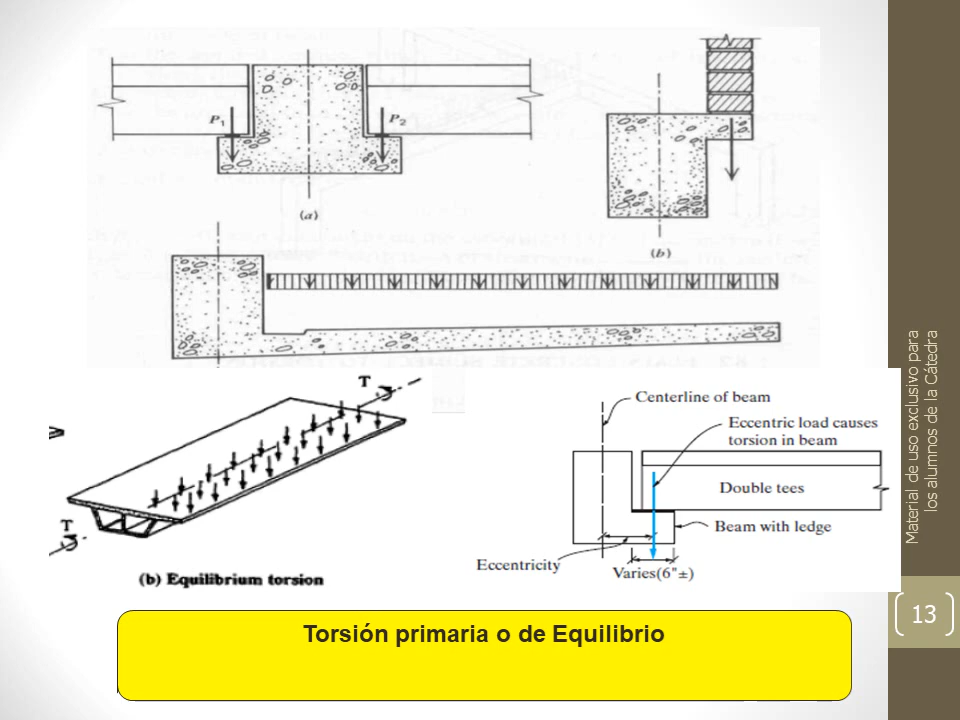 P1
P2
(a)
(b)
T
T
(b) Equilibrium torsion
Centerline of beam
Eccentric load causes
torsion in beam
Double tees
Beam with ledge
Eccentricity
Varies(6"±)
Torsión primaria o de Equilibrio
Material de uso exclusivo para
los alumnos de la Cátedra
13